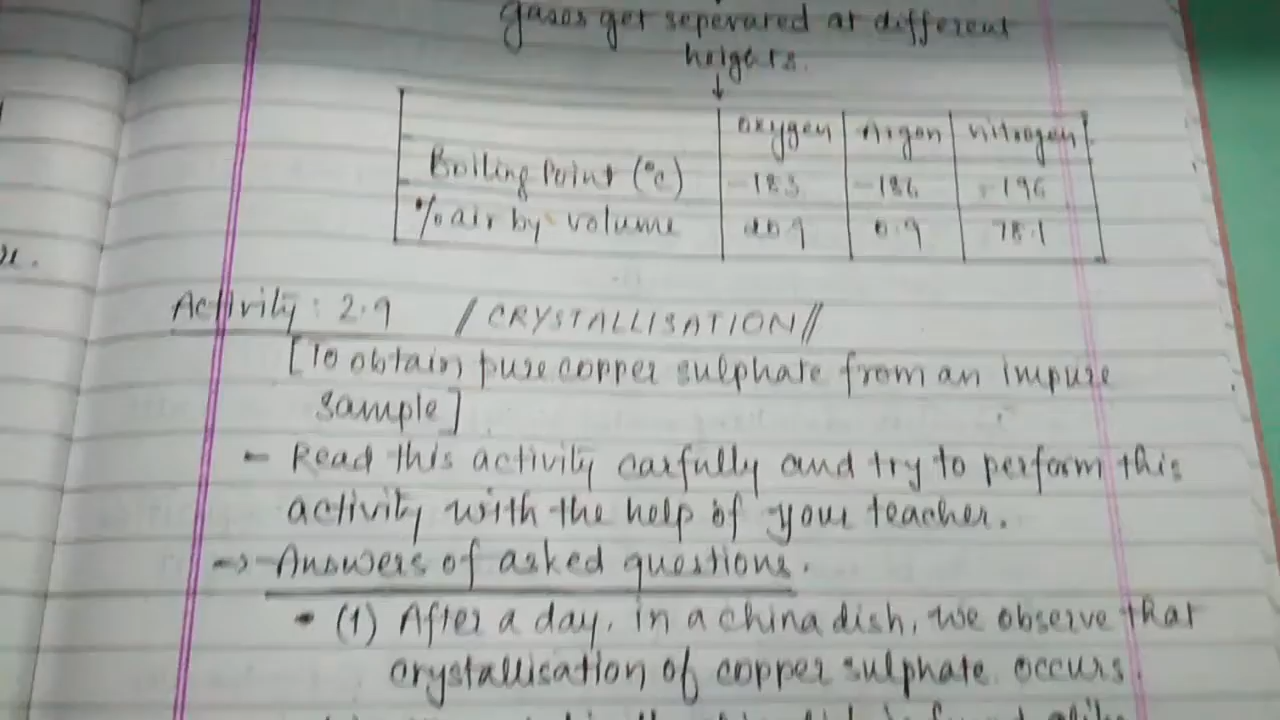 gases get seperated at different
heights.
oxygen Argon Nitrogen
Boiling Point (°c) -183 -186 -196
% air by volume 20.9 0.9 78.1
Activity: 2.9 // CRYSTALLISATION //
[To obtain pure copper sulphate from an impure
sample]
- Read this activity carfully and try to perform this
activity with the help of your teacher.
→ Answers of asked questions.
• (1) After a day, in a china dish, we observe that
crystallisation of copper sulphate occurs.